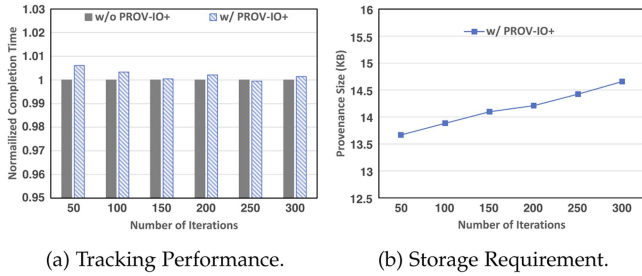 w/o PROV-IO+ w/ PROV-IO+
Normailized Completion Time
1.03
1.02
1.01
1
0.99
0.98
0.97
0.96
0.95
50 100 150 200 250 300
Number of Iterations
(a) Tracking Performance.
w/ PROV-IO+
Provenance Size (KB)
16
15.5
15
14.5
14
13.5
13
12.5
50 100 150 200 250 300
Number of Iterations
(b) Storage Requirement.